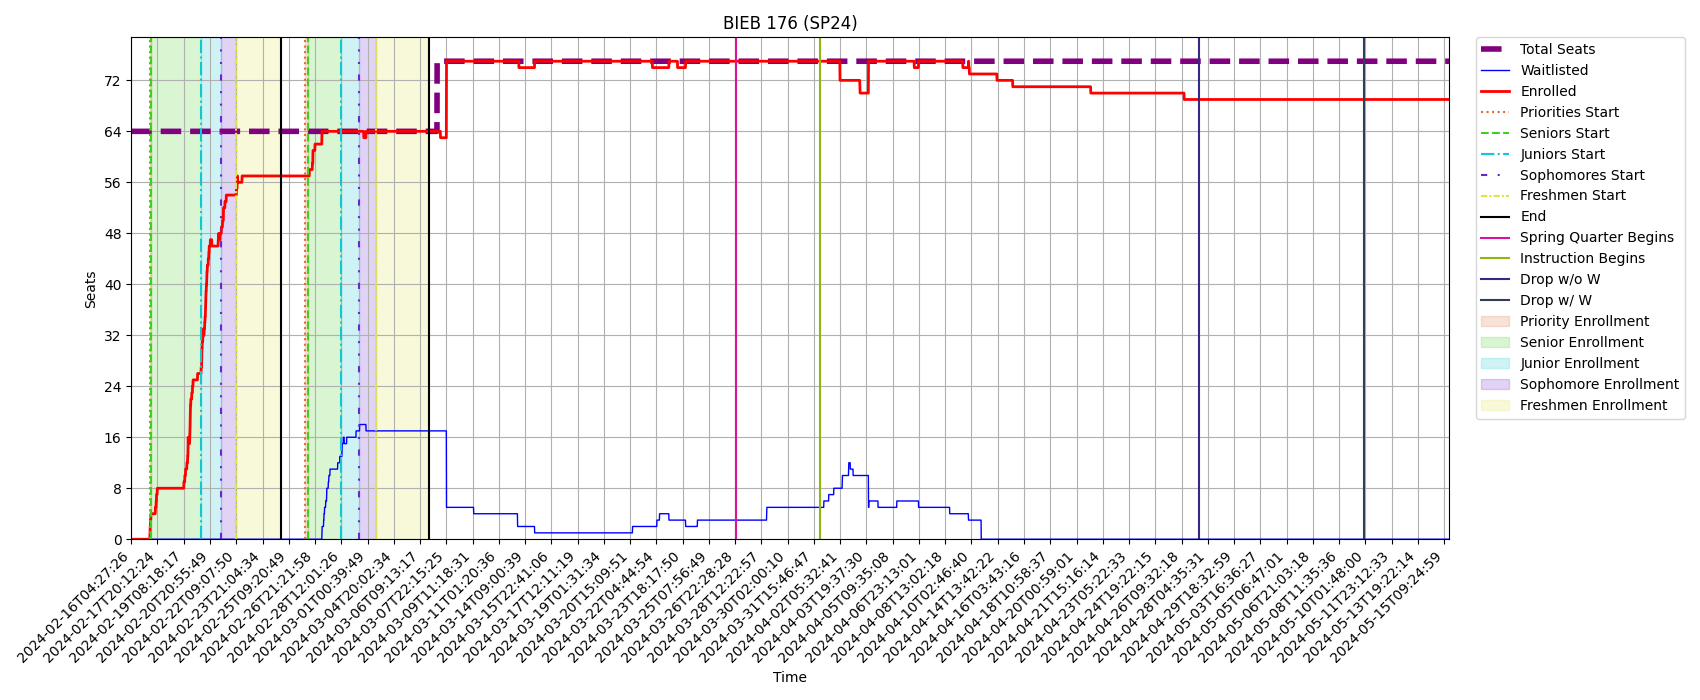 BIEB 176 (SP24)
Seats
72
64
56
48
40
32
24
16
8
0
2024-02-16T04:27:26
2024-02-17T20:12:24
2024-02-19T08:18:17
2024-02-20T20:55:49
2024-02-22T09:07:50
2024-02-23T21:04:34
2024-02-25T09:20:49
2024-02-26T21:21:58
2024-02-28T12:01:26
2024-03-01T00:39:49
2024-03-04T20:02:34
2024-03-06T09:13:17
2024-03-07T22:15:25
2024-03-09T11:18:31
2024-03-11T20:20:36
2024-03-14T09:00:39
2024-03-15T22:41:06
2024-03-17T12:11:19
2024-03-19T01:31:34
2024-03-20T15:09:51
2024-03-22T04:44:54
2024-03-23T18:17:50
2024-03-25T07:56:49
2024-03-26T22:28:28
2024-03-28T12:22:57
2024-03-30T02:00:10
2024-03-31T15:46:47
2024-04-02T05:32:41
2024-04-03T19:37:30
2024-04-05T09:35:08
2024-04-06T23:13:01
2024-04-08T13:02:18
2024-04-10T02:46:40
2024-04-14T13:42:22
2024-04-16T03:43:16
2024-04-18T10:58:37
2024-04-20T00:59:01
2024-04-21T15:16:14
2024-04-23T05:22:33
2024-04-24T19:22:15
2024-04-26T09:32:18
2024-04-28T04:35:31
2024-04-29T18:32:59
2024-05-03T16:36:27
2024-05-05T06:47:01
2024-05-06T21:03:18
2024-05-08T11:35:36
2024-05-10T01:48:00
2024-05-11T23:12:33
2024-05-13T19:22:14
2024-05-15T09:24:59
Time
Total Seats
Waitlisted
Enrolled
Priorities Start
Seniors Start
Juniors Start
Sophomores Start
Freshmen Start
End
Spring Quarter Begins
Instruction Begins
Drop w/o W
Drop w/ W
Priority Enrollment
Senior Enrollment
Junior Enrollment
Sophomore Enrollment
Freshmen Enrollment